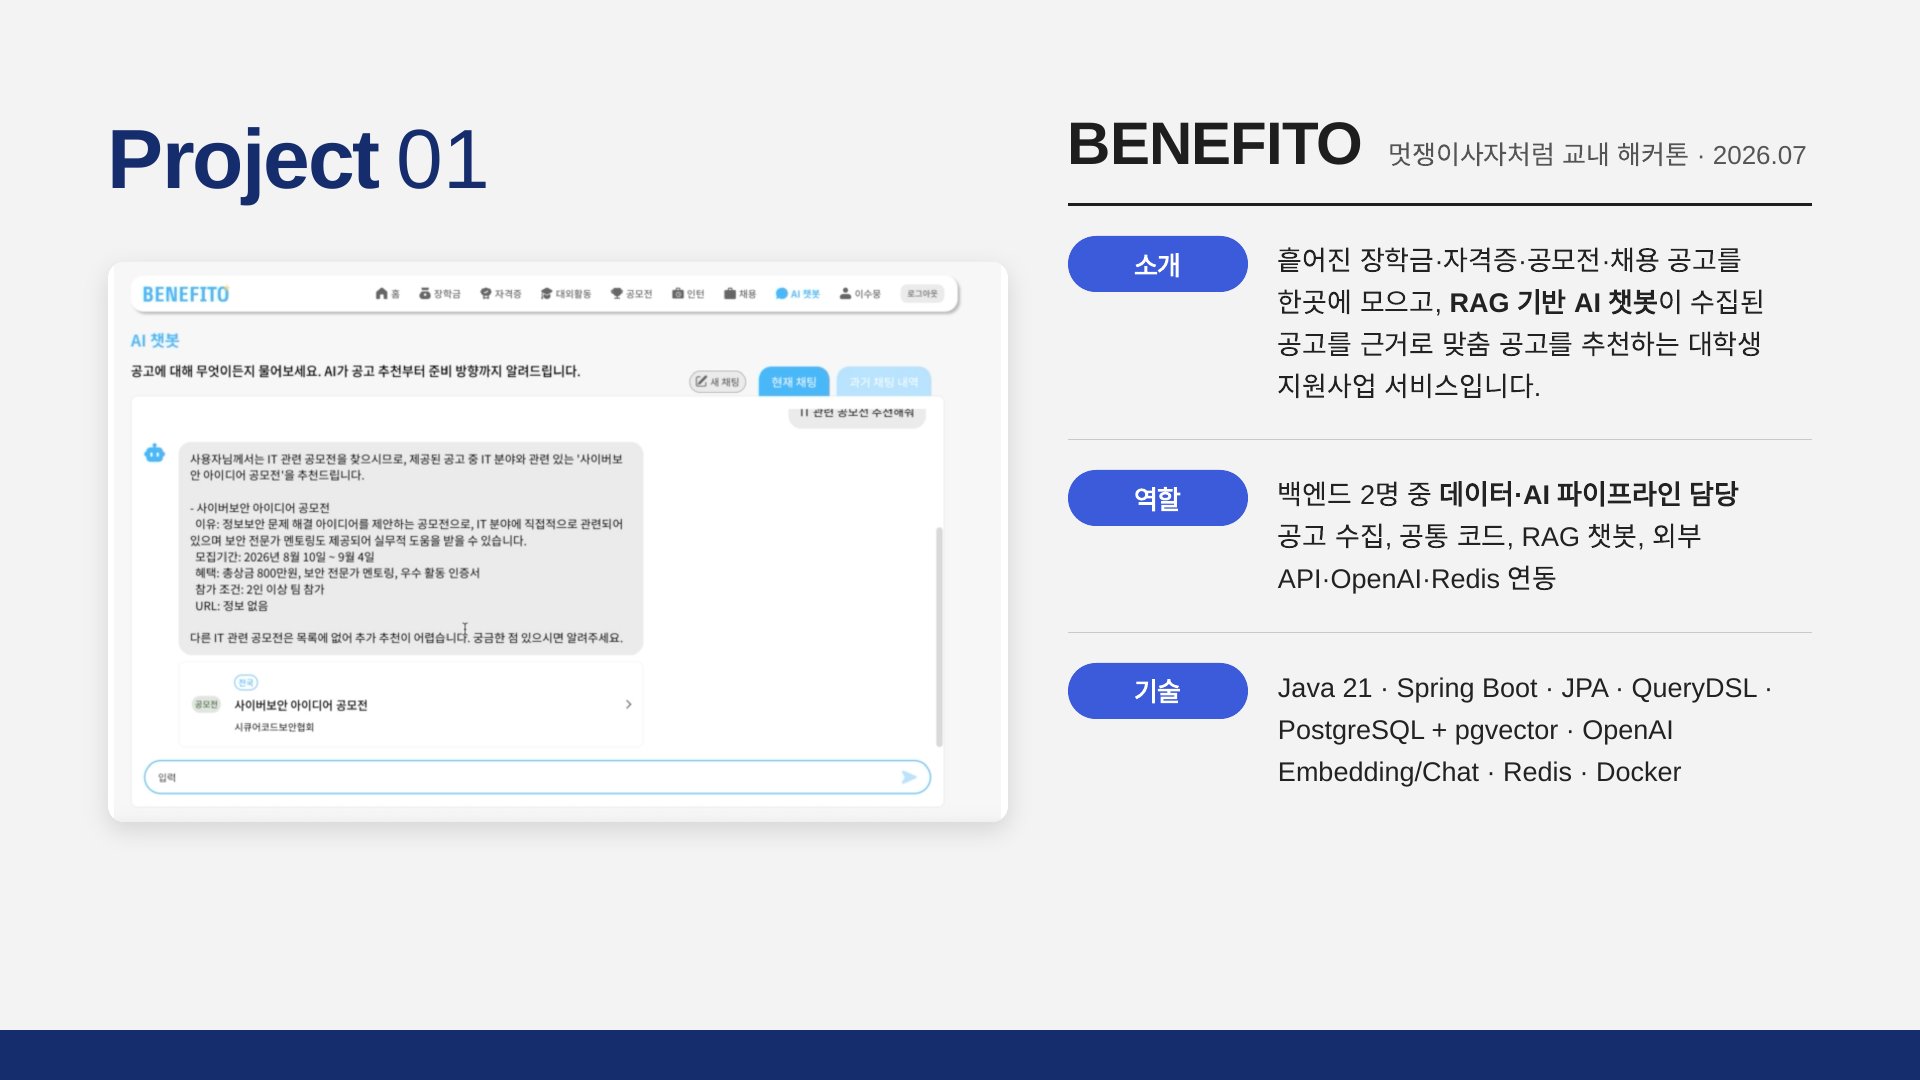 Project 01
BENEFITO
홈 장학금 자격증 대외활동 공모전 인턴 채용 AI 챗봇 이수뭉 로그아웃
AI 챗봇
공고에 대해 무엇이든지 물어보세요. AI가 공고 추천부터 준비 방향까지 알려드립니다.
새 채팅 현재 채팅 과거 채팅 내역
IT 관련 공모전 추천해줘
사용자님께서는 IT 관련 공모전을 찾으시므로, 제공된 공고 중 IT 분야와 관련 있는 '사이버보
안 아이디어 공모전'을 추천드립니다.
- 사이버보안 아이디어 공모전
이유: 정보보안 문제 해결 아이디어를 제안하는 공모전으로, IT 분야에 직접적으로 관련되어
있으며 보안 전문가 멘토링도 제공되어 실무적 도움을 받을 수 있습니다.
모집기간: 2026년 8월 10일 ~ 9월 4일
혜택: 총상금 800만원, 보안 전문가 멘토링, 우수 활동 인증서
참가 조건: 2인 이상 팀 참가
URL: 정보 없음
다른 IT 관련 공모전은 목록에 없어 추가 추천이 어렵습니다. 궁금한 점 있으시면 알려주세요.
전국
공모전 사이버보안 아이디어 공모전
시큐어코드보안협회
입력
BENEFITO 멋쟁이사자처럼 교내 해커톤 · 2026.07
소개
흩어진 장학금·자격증·공모전·채용 공고를
한곳에 모으고, RAG 기반 AI 챗봇이 수집된
공고를 근거로 맞춤 공고를 추천하는 대학생
지원사업 서비스입니다.
역할
백엔드 2명 중 데이터·AI 파이프라인 담당
공고 수집, 공통 코드, RAG 챗봇, 외부
API·OpenAI·Redis 연동
기술
Java 21 · Spring Boot · JPA · QueryDSL ·
PostgreSQL + pgvector · OpenAI
Embedding/Chat · Redis · Docker